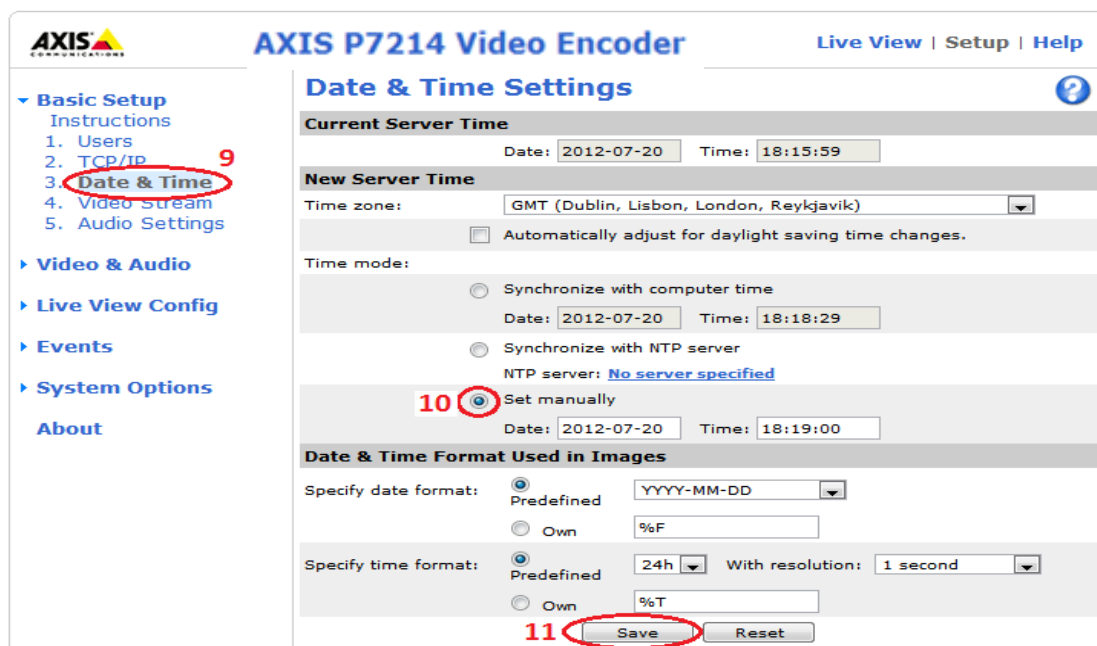 AXIS
COMMUNICATIONS
AXIS P7214 Video Encoder
Live View | Setup | Help
Basic Setup
Instructions
1. Users
2. TCP/IP
9
3. Date & Time
4. Video Stream
5. Audio Settings
Video & Audio
Live View Config
Events
System Options
About
Date & Time Settings
?
Current Server Time
Date: 2012-07-20 Time: 18:15:59
New Server Time
Time zone: GMT (Dublin, Lisbon, London, Reykjavik)
Automatically adjust for daylight saving time changes.
Time mode:
Synchronize with computer time
Date: 2012-07-20 Time: 18:18:29
Synchronize with NTP server
NTP server: No server specified
10 Set manually
Date: 2012-07-20 Time: 18:19:00
Date & Time Format Used in Images
Specify date format: Predefined YYYY-MM-DD
Own %F
Specify time format: Predefined 24h With resolution: 1 second
Own %T
11 Save Reset